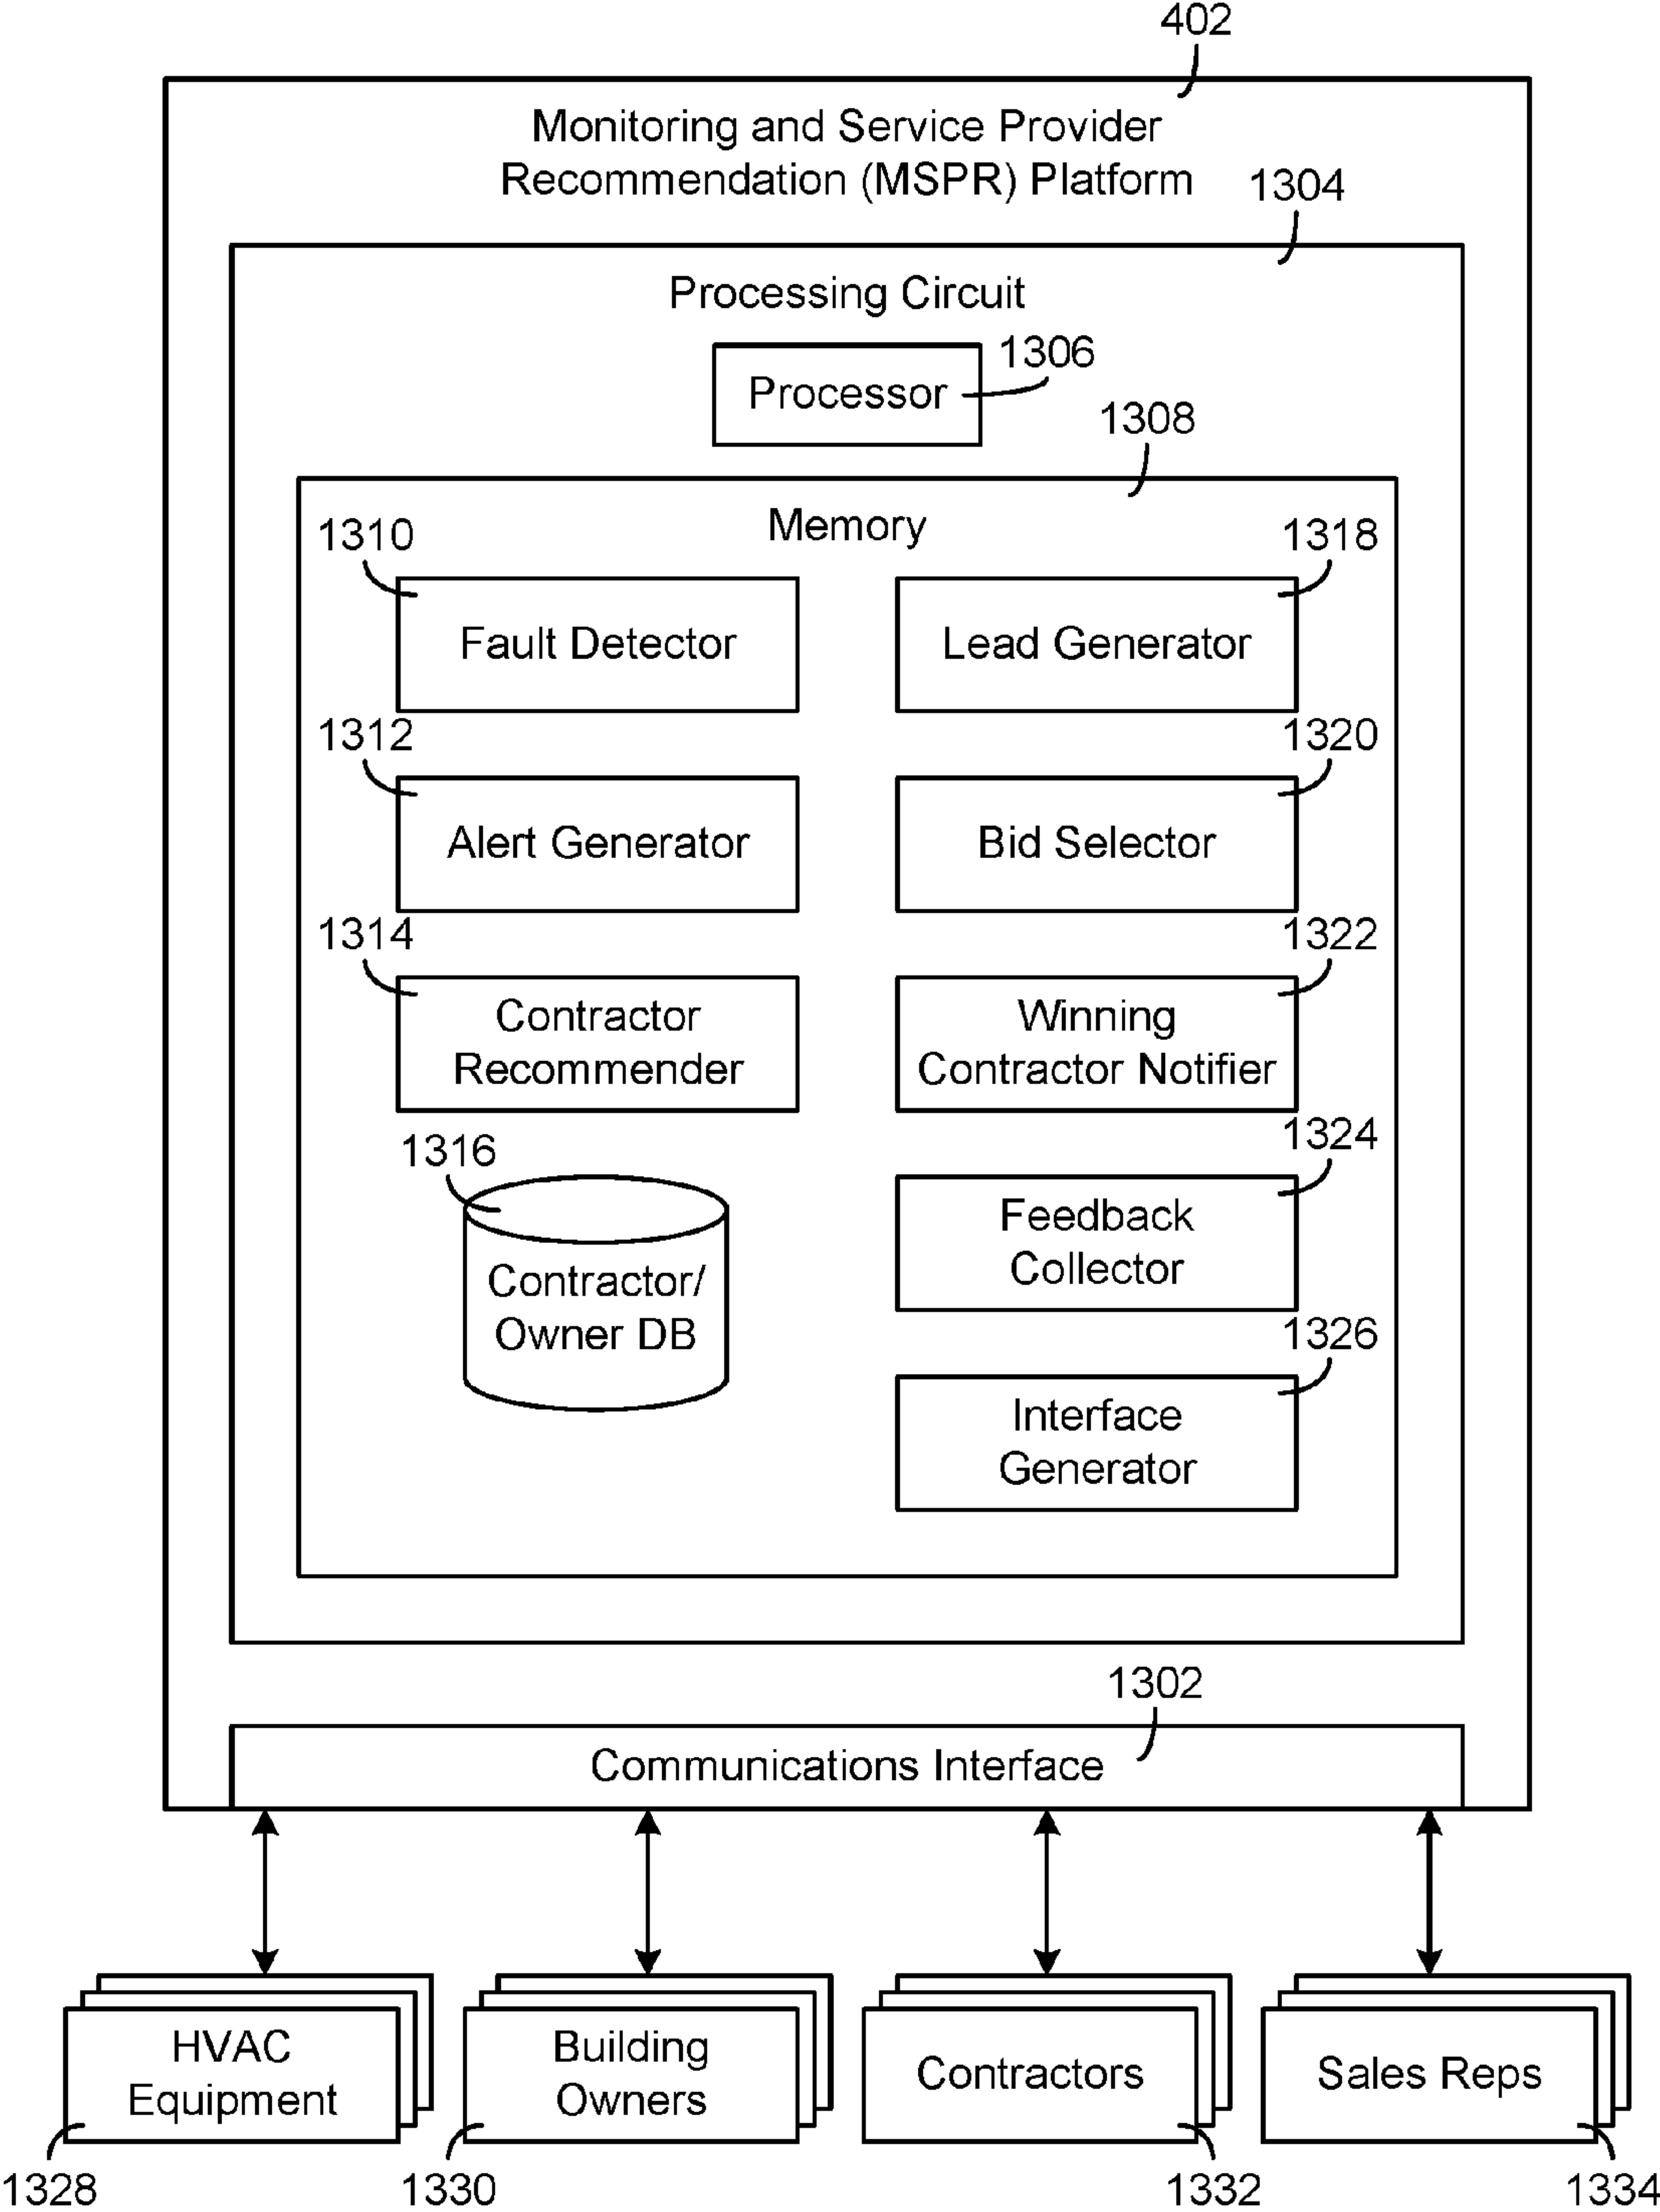 402
Monitoring and Service Provider
Recommendation (MSPR) Platform
1304
Processing Circuit
1306
Processor
1308
Memory
1310
1318
Fault Detector
Lead Generator
1312
1320
Alert Generator
Bid Selector
1314
1322
Contractor
Recommender
Winning
Contractor Notifier
1316
1324
Contractor/
Owner DB
Feedback
Collector
1326
Interface
Generator
1302
Communications Interface
HVAC
Equipment
Building
Owners
Contractors
Sales Reps
1328
1330
1332
1334